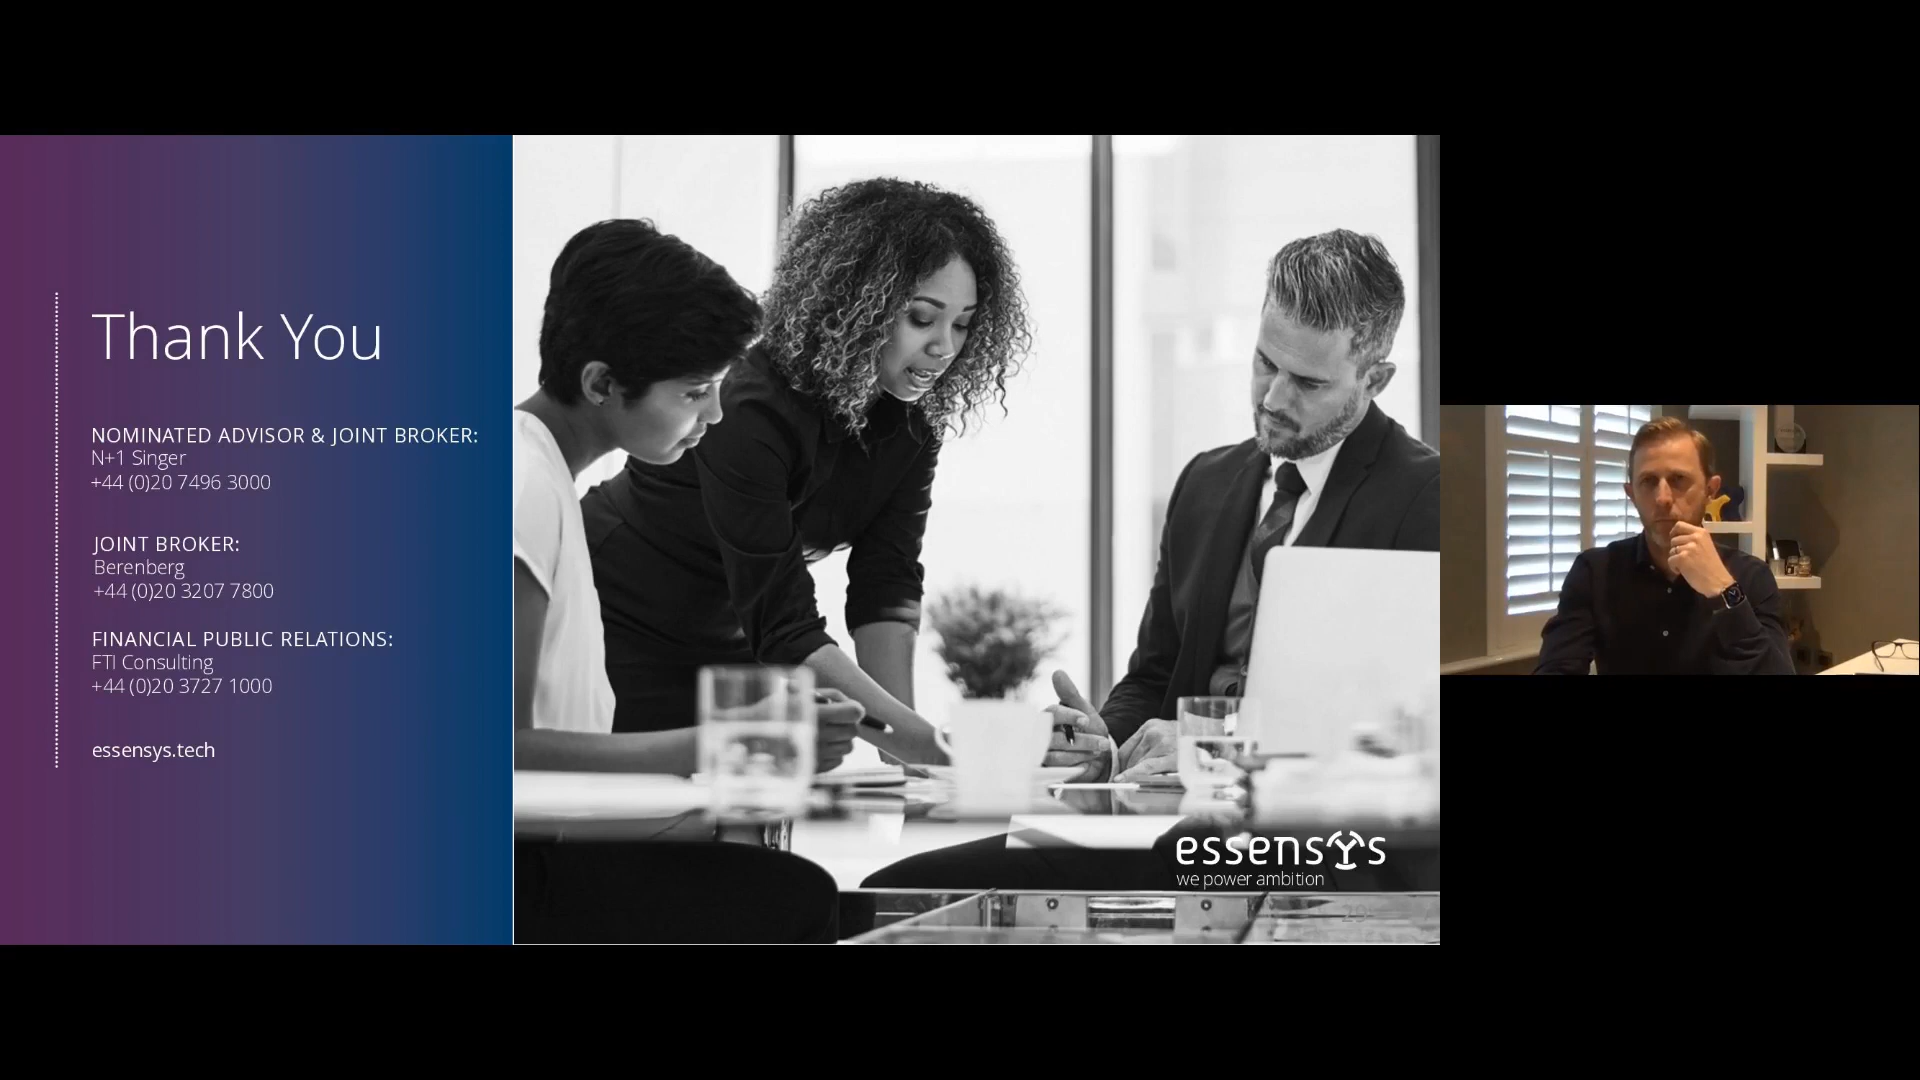 Thank You
NOMINATED ADVISOR & JOINT BROKER:
N+1 Singer
+44 (0)20 7496 3000
JOINT BROKER:
Berenberg
+44 (0)20 3207 7800
FINANCIAL PUBLIC RELATIONS:
FTI Consulting
+44 (0)20 3727 1000
essensys.tech
essensys
we power ambition